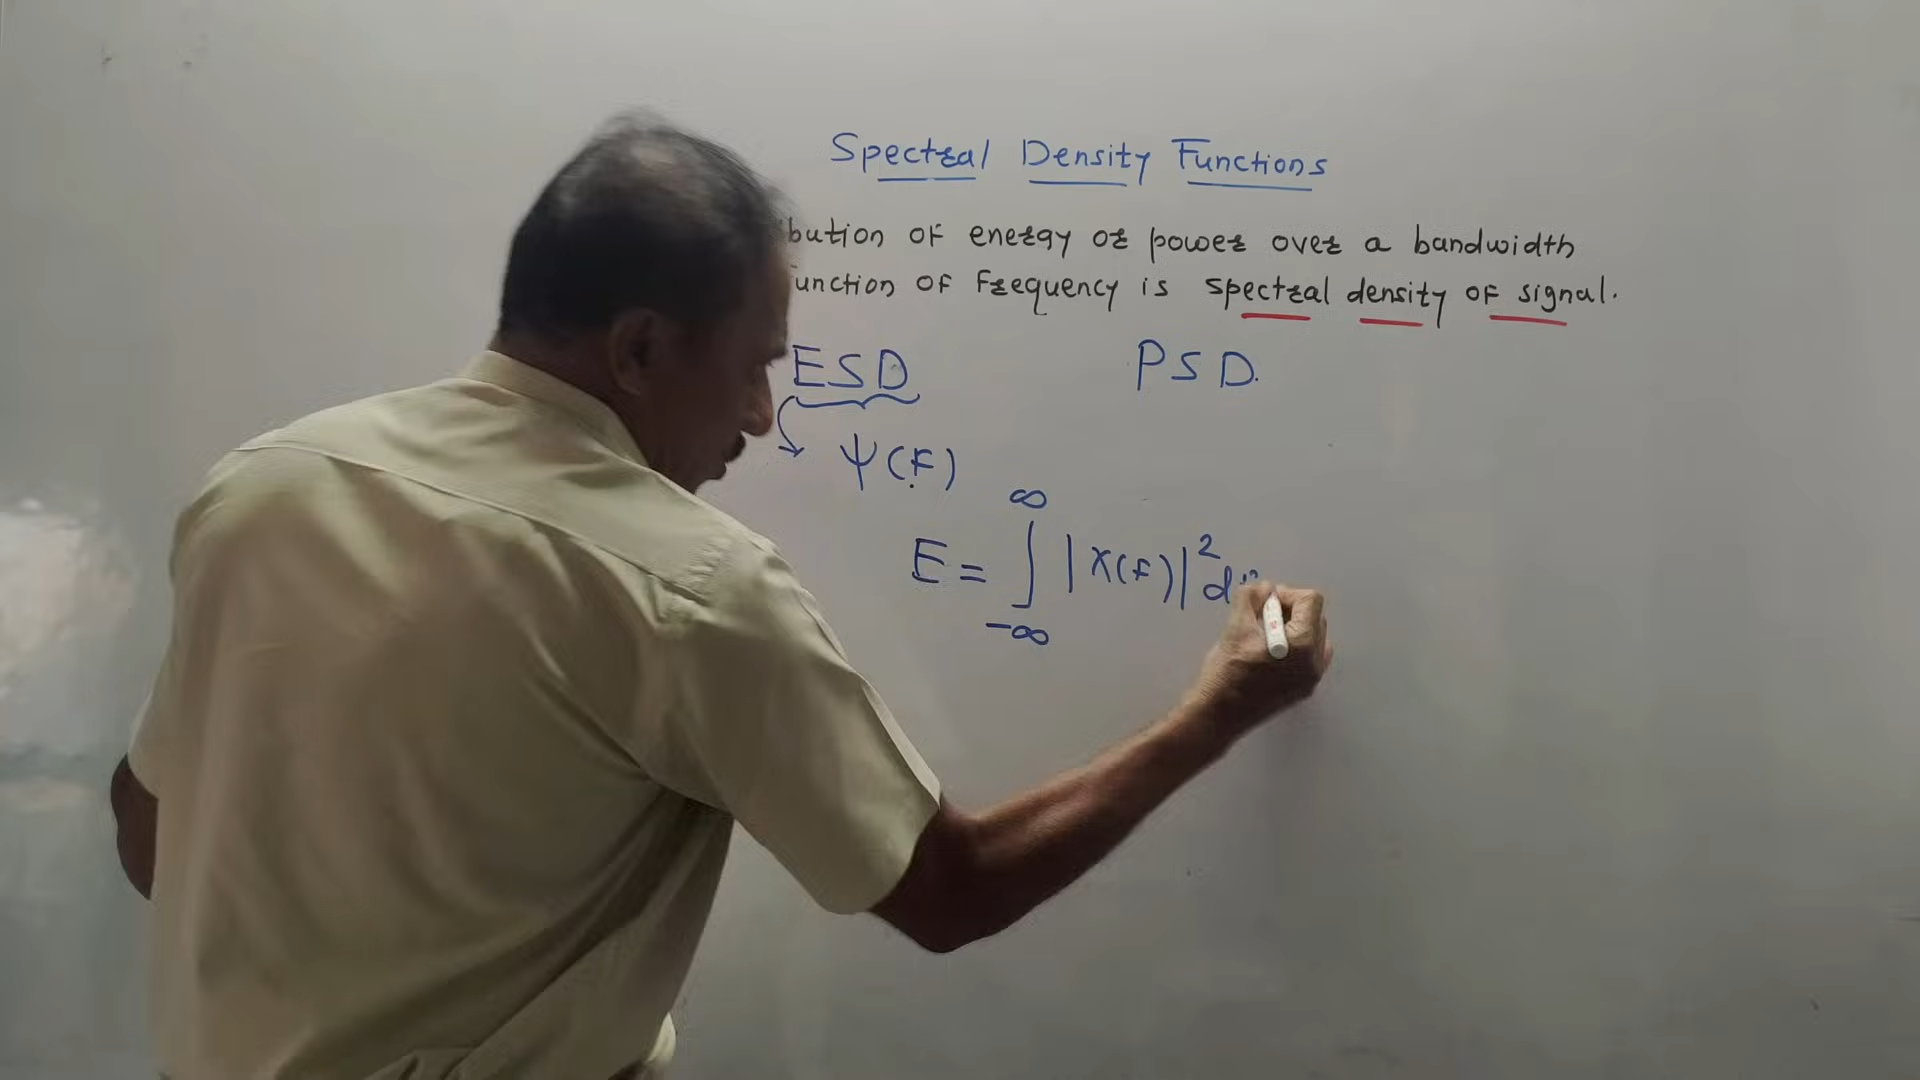 Spectral Density Functions
bution of energy or power over a bandwidth
unction of frequency is spectral density of signal.
ESD PSD.
Ψ(F)
E = ∫_{-∞}^{∞} |X(F)|² d